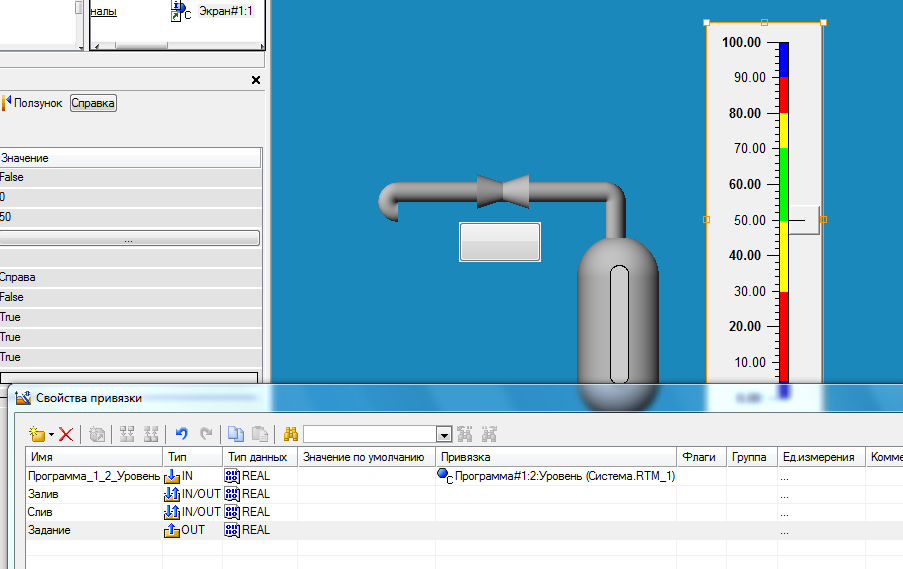 налы
Экран#1:1
Ползунок Справка
Значение
False
0
50
...
Справа
False
True
True
True
100.00
90.00
80.00
70.00
60.00
50.00
40.00
30.00
20.00
10.00
0.00
Свойства привязки
Имя Тип Тип данных Значение по умолчанию Привязка Флаги Группа Ед.измерения Комме
Программа_1_2_Уровень IN REAL Программа#1:2:Уровень (Система.RTM_1) ...
Залив IN/OUT REAL ...
Слив IN/OUT REAL ...
Задание OUT REAL ...